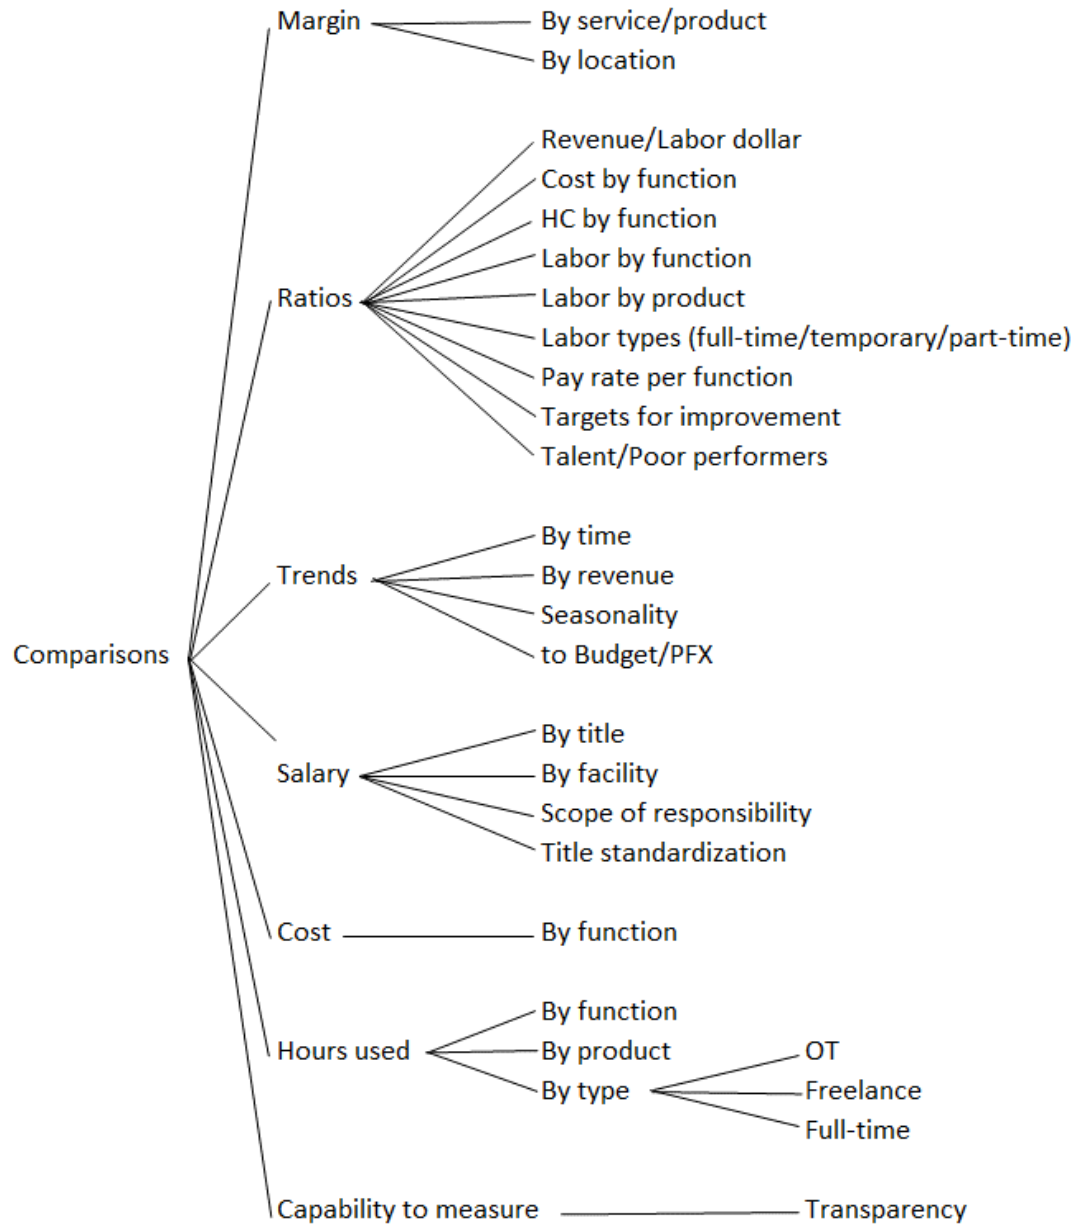 Margin By service/product
By location
Revenue/Labor dollar
Cost by function
HC by function
Labor by function
Ratios Labor by product
Labor types (full-time/temporary/part-time)
Pay rate per function
Targets for improvement
Talent/Poor performers
By time
Trends By revenue
Seasonality
Comparisons to Budget/PFX
By title
Salary By facility
Scope of responsibility
Title standardization
Cost By function
By function
Hours used By product OT
By type Freelance
Full-time
Capability to measure Transparency